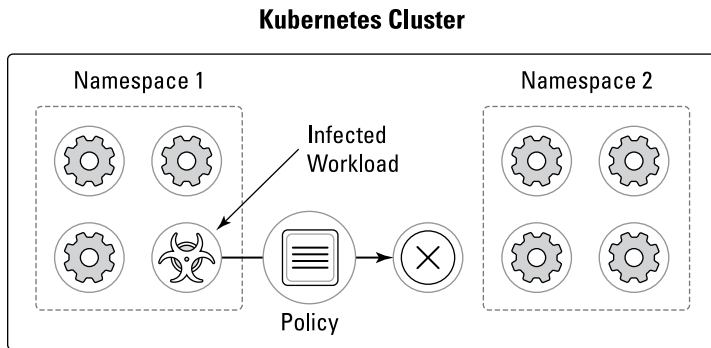 Kubernetes Cluster
Namespace 1
Namespace 2
Infected
Workload
Policy